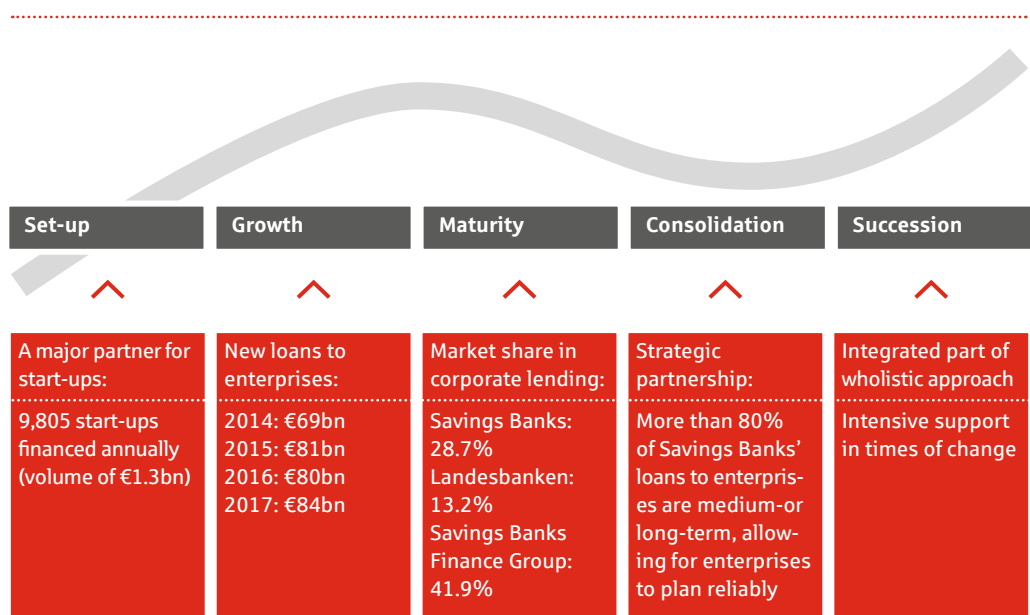 Set-up
Growth
Maturity
Consolidation
Succession
A major partner for
start-ups:
9,805 start-ups
financed annually
(volume of €1.3bn)
New loans to
enterprises:
2014: €69bn
2015: €81bn
2016: €80bn
2017: €84bn
Market share in
corporate lending:
Savings Banks:
28.7%
Landesbanken:
13.2%
Savings Banks
Finance Group:
41.9%
Strategic
partnership:
More than 80%
of Savings Banks’
loans to enterpris-
es are medium-or
long-term, allow-
ing for enterprises
to plan reliably
Integrated part of
wholistic approach
Intensive support
in times of change